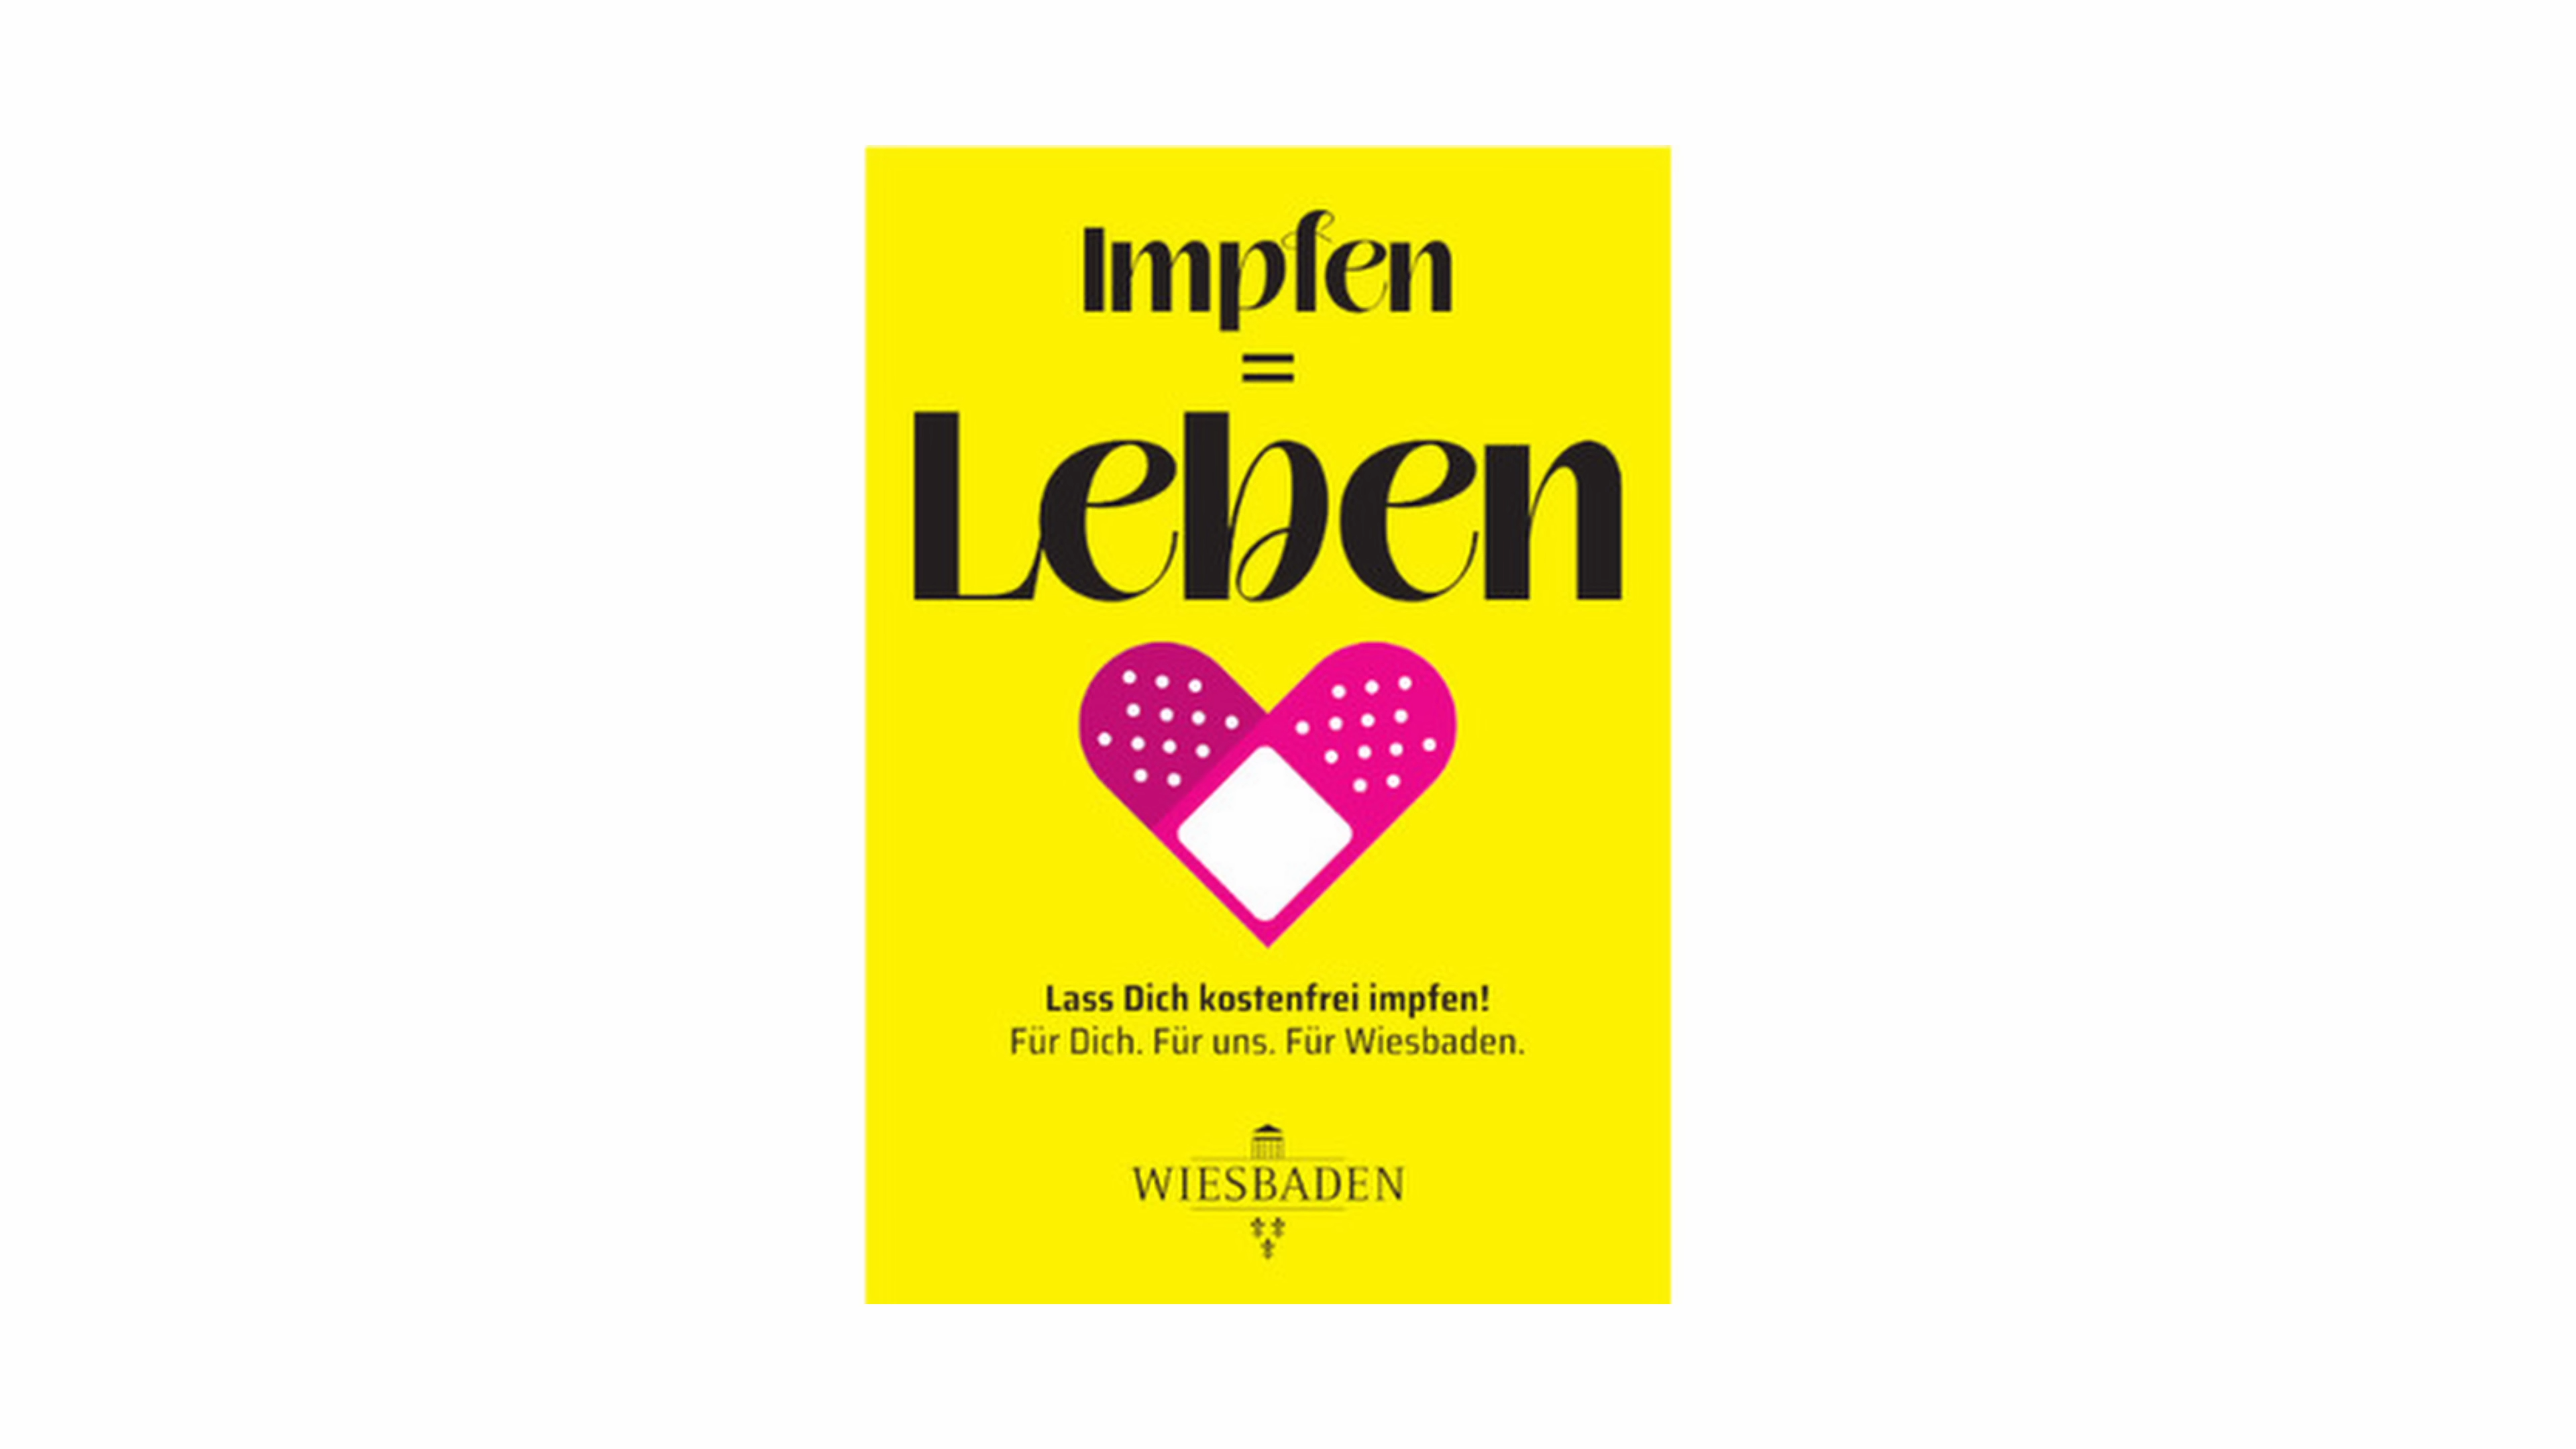 Impfen
=
Leben
Lass Dich kostenfrei impfen!
Für Dich. Für uns. Für Wiesbaden.
WIESBADEN